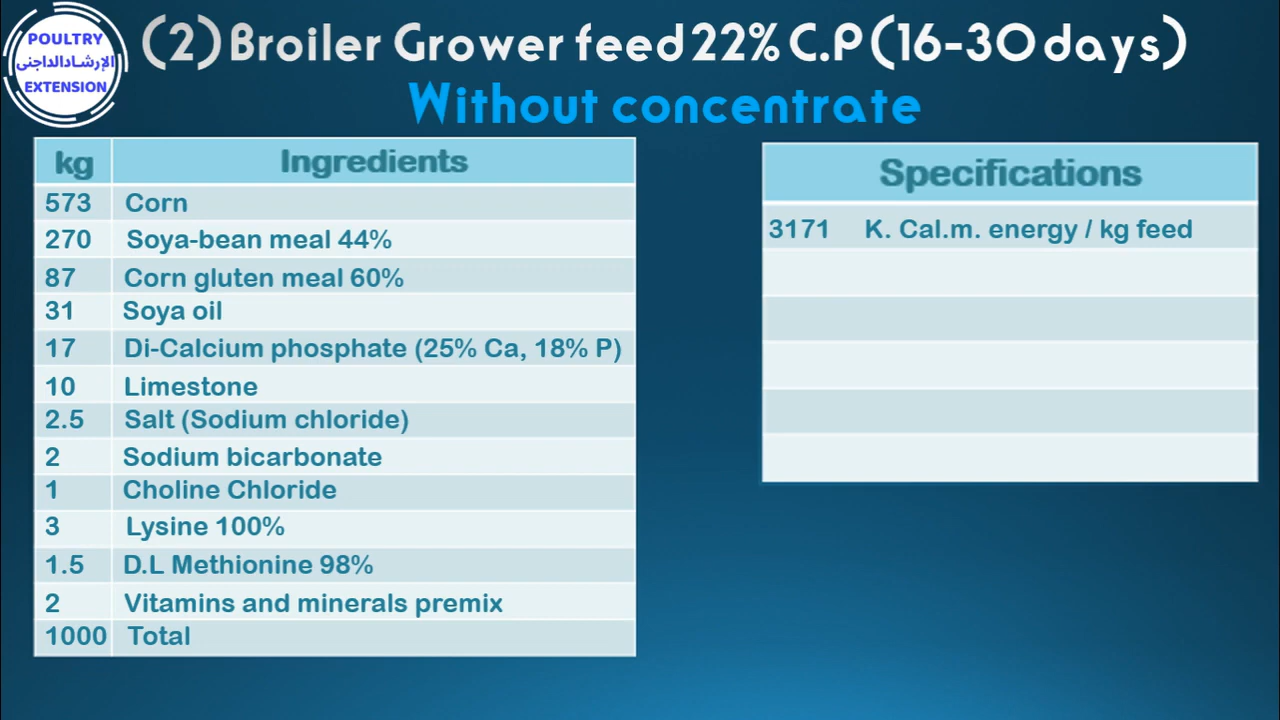 POULTRY
الإرشادالداجنى
EXTENSION
(2) Broiler Grower feed 22% C.P (16-30 days)
Without concentrate
kg Ingredients
573 Corn
270 Soya-bean meal 44%
87 Corn gluten meal 60%
31 Soya oil
17 Di-Calcium phosphate (25% Ca, 18% P)
10 Limestone
2.5 Salt (Sodium chloride)
2 Sodium bicarbonate
1 Choline Chloride
3 Lysine 100%
1.5 D.L Methionine 98%
2 Vitamins and minerals premix
1000 Total
Specifications
3171 K. Cal.m. energy / kg feed